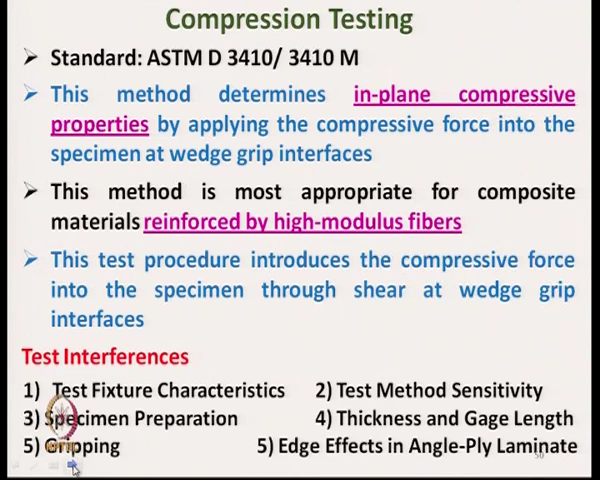 Compression Testing
➢ Standard: ASTM D 3410/ 3410 M
➢ This method determines in-plane compressive
properties by applying the compressive force into the
specimen at wedge grip interfaces
➢ This method is most appropriate for composite
materials reinforced by high-modulus fibers
➢ This test procedure introduces the compressive force
into the specimen through shear at wedge grip
interfaces
Test Interferences
1) Test Fixture Characteristics 2) Test Method Sensitivity
3) Specimen Preparation 4) Thickness and Gage Length
5) Gripping 5) Edge Effects in Angle-Ply Laminate
50